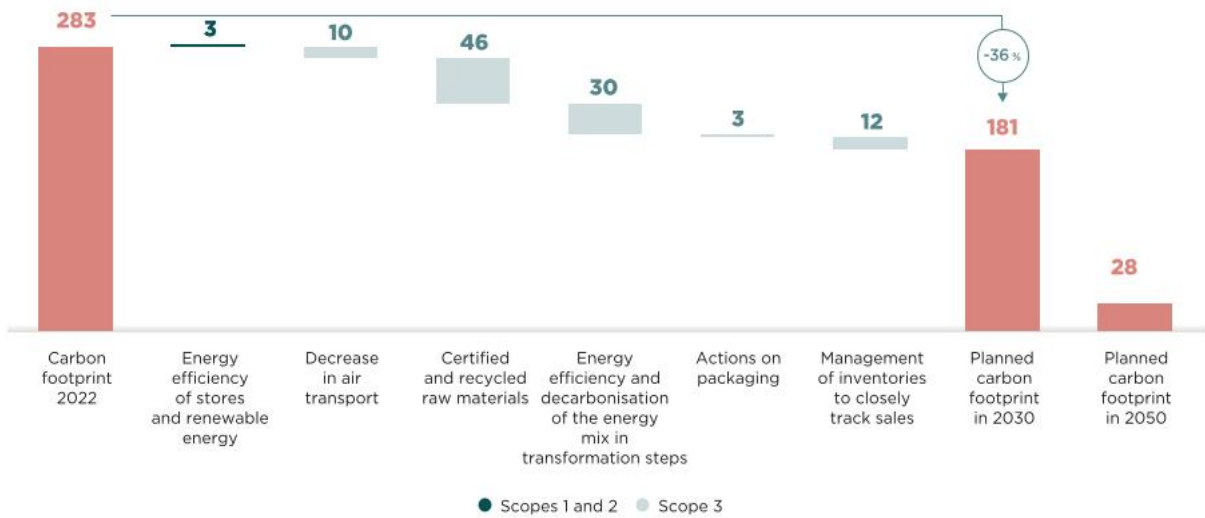 283
3
10
46
30
3
12
-36 %
181
28
Carbon
footprint
2022
Energy
efficiency
of stores
and renewable
energy
Decrease
in air
transport
Certified
and recycled
raw materials
Energy
efficiency and
decarbonisation
of the energy
mix in
transformation steps
Actions on
packaging
Management
of inventories
to closely
track sales
Planned
carbon
footprint
in 2030
Planned
carbon
footprint
in 2050
Scopes 1 and 2
Scope 3